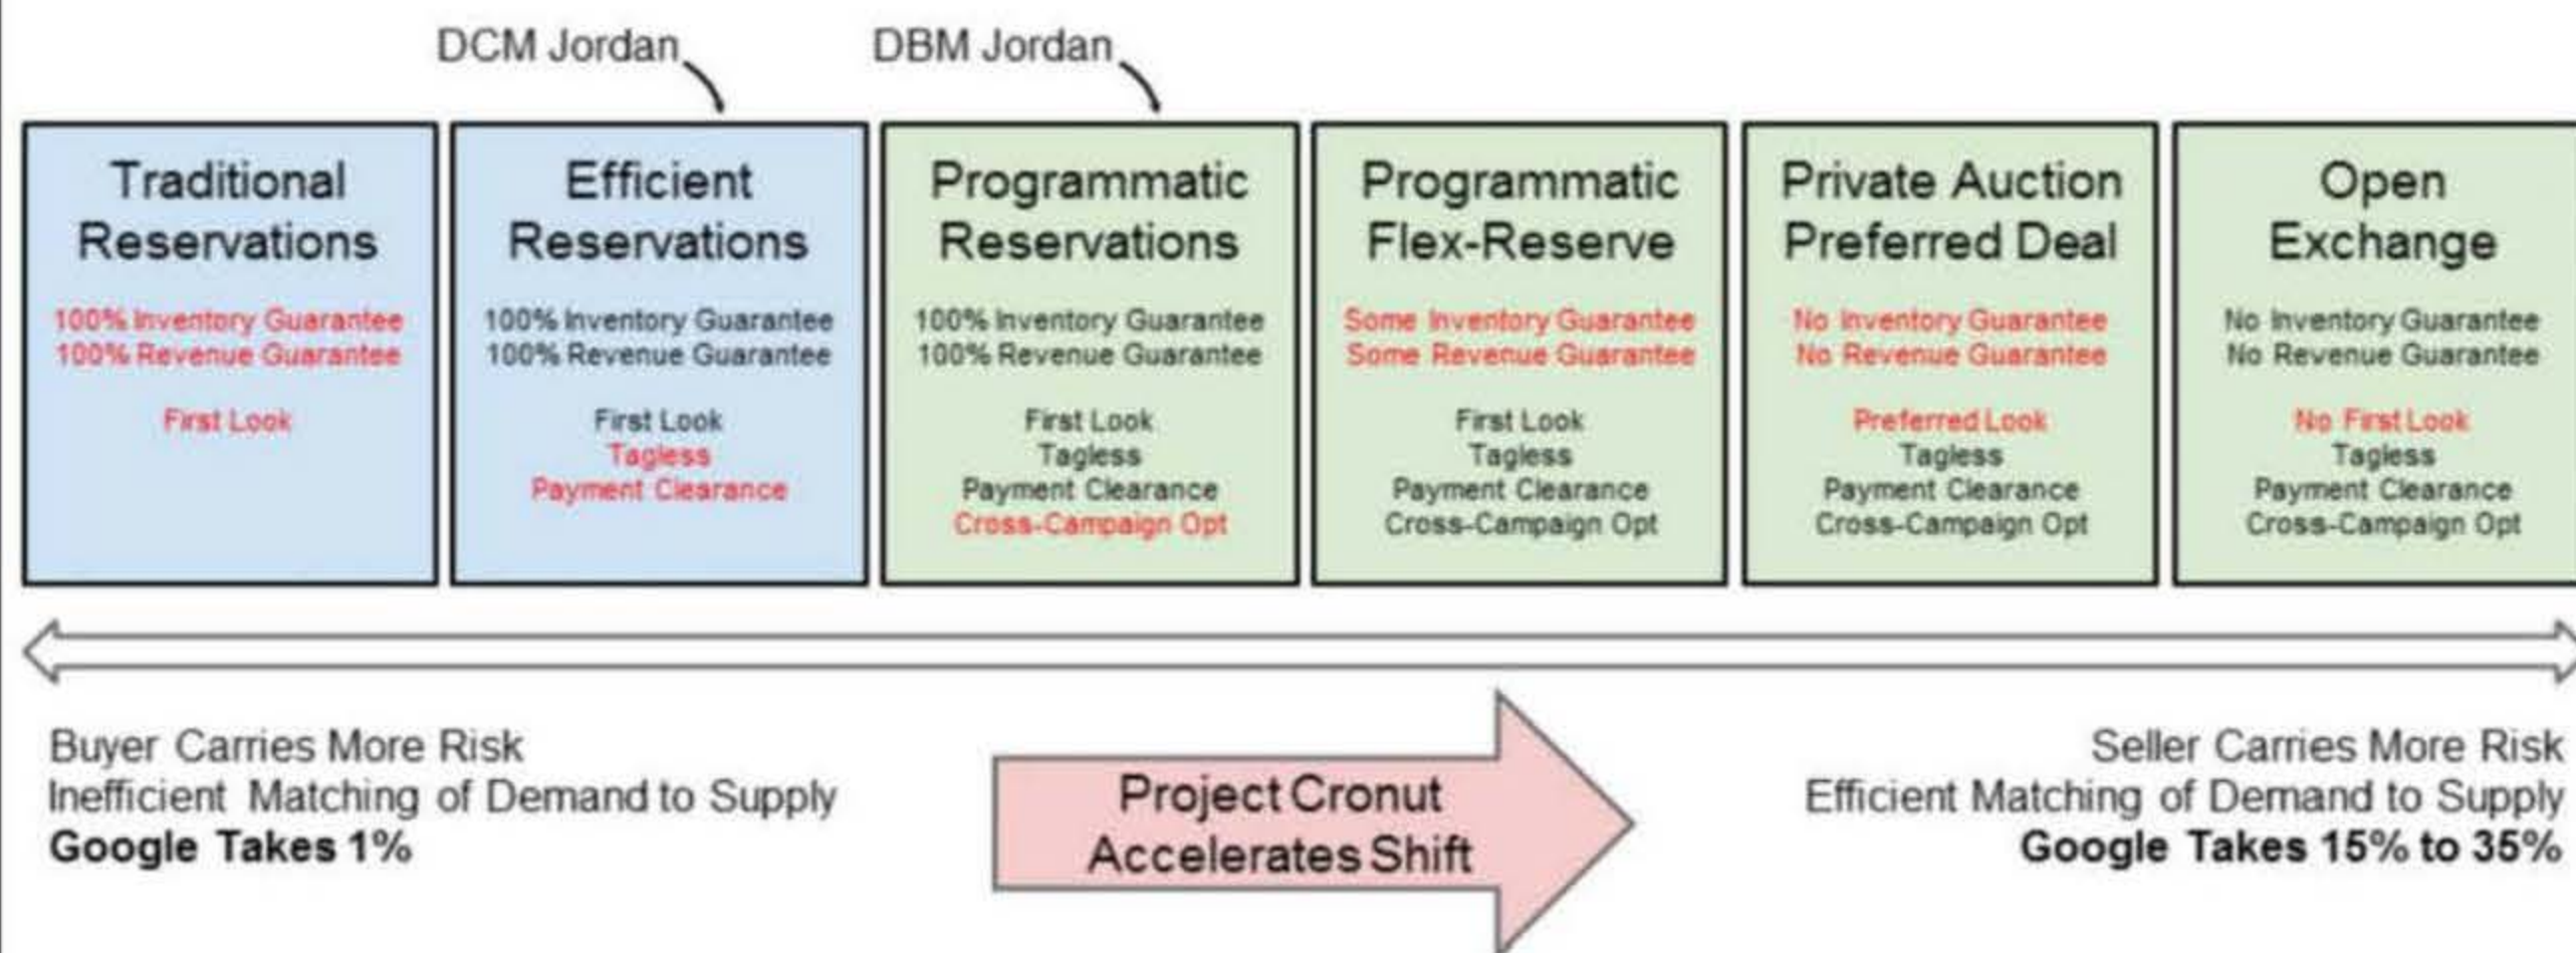 DCM Jordan
DBM Jordan
Traditional
Reservations
100% Inventory Guarantee
100% Revenue Guarantee
First Look
Efficient
Reservations
100% Inventory Guarantee
100% Revenue Guarantee
First Look
Tagless
Payment Clearance
Programmatic
Reservations
100% Inventory Guarantee
100% Revenue Guarantee
First Look
Tagless
Payment Clearance
Cross-Campaign Opt
Programmatic
Flex-Reserve
Some Inventory Guarantee
Some Revenue Guarantee
First Look
Tagless
Payment Clearance
Cross-Campaign Opt
Private Auction
Preferred Deal
No Inventory Guarantee
No Revenue Guarantee
Preferred Look
Tagless
Payment Clearance
Cross-Campaign Opt
Open
Exchange
No Inventory Guarantee
No Revenue Guarantee
No First Look
Tagless
Payment Clearance
Cross-Campaign Opt
Buyer Carries More Risk
Inefficient Matching of Demand to Supply
Google Takes 1%
Project Cronut
Accelerates Shift
Seller Carries More Risk
Efficient Matching of Demand to Supply
Google Takes 15% to 35%